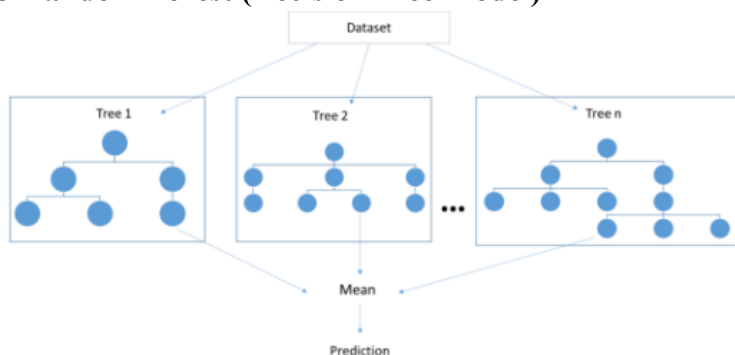 Dataset
Tree 1
Tree 2
Tree n
...
Mean
Prediction